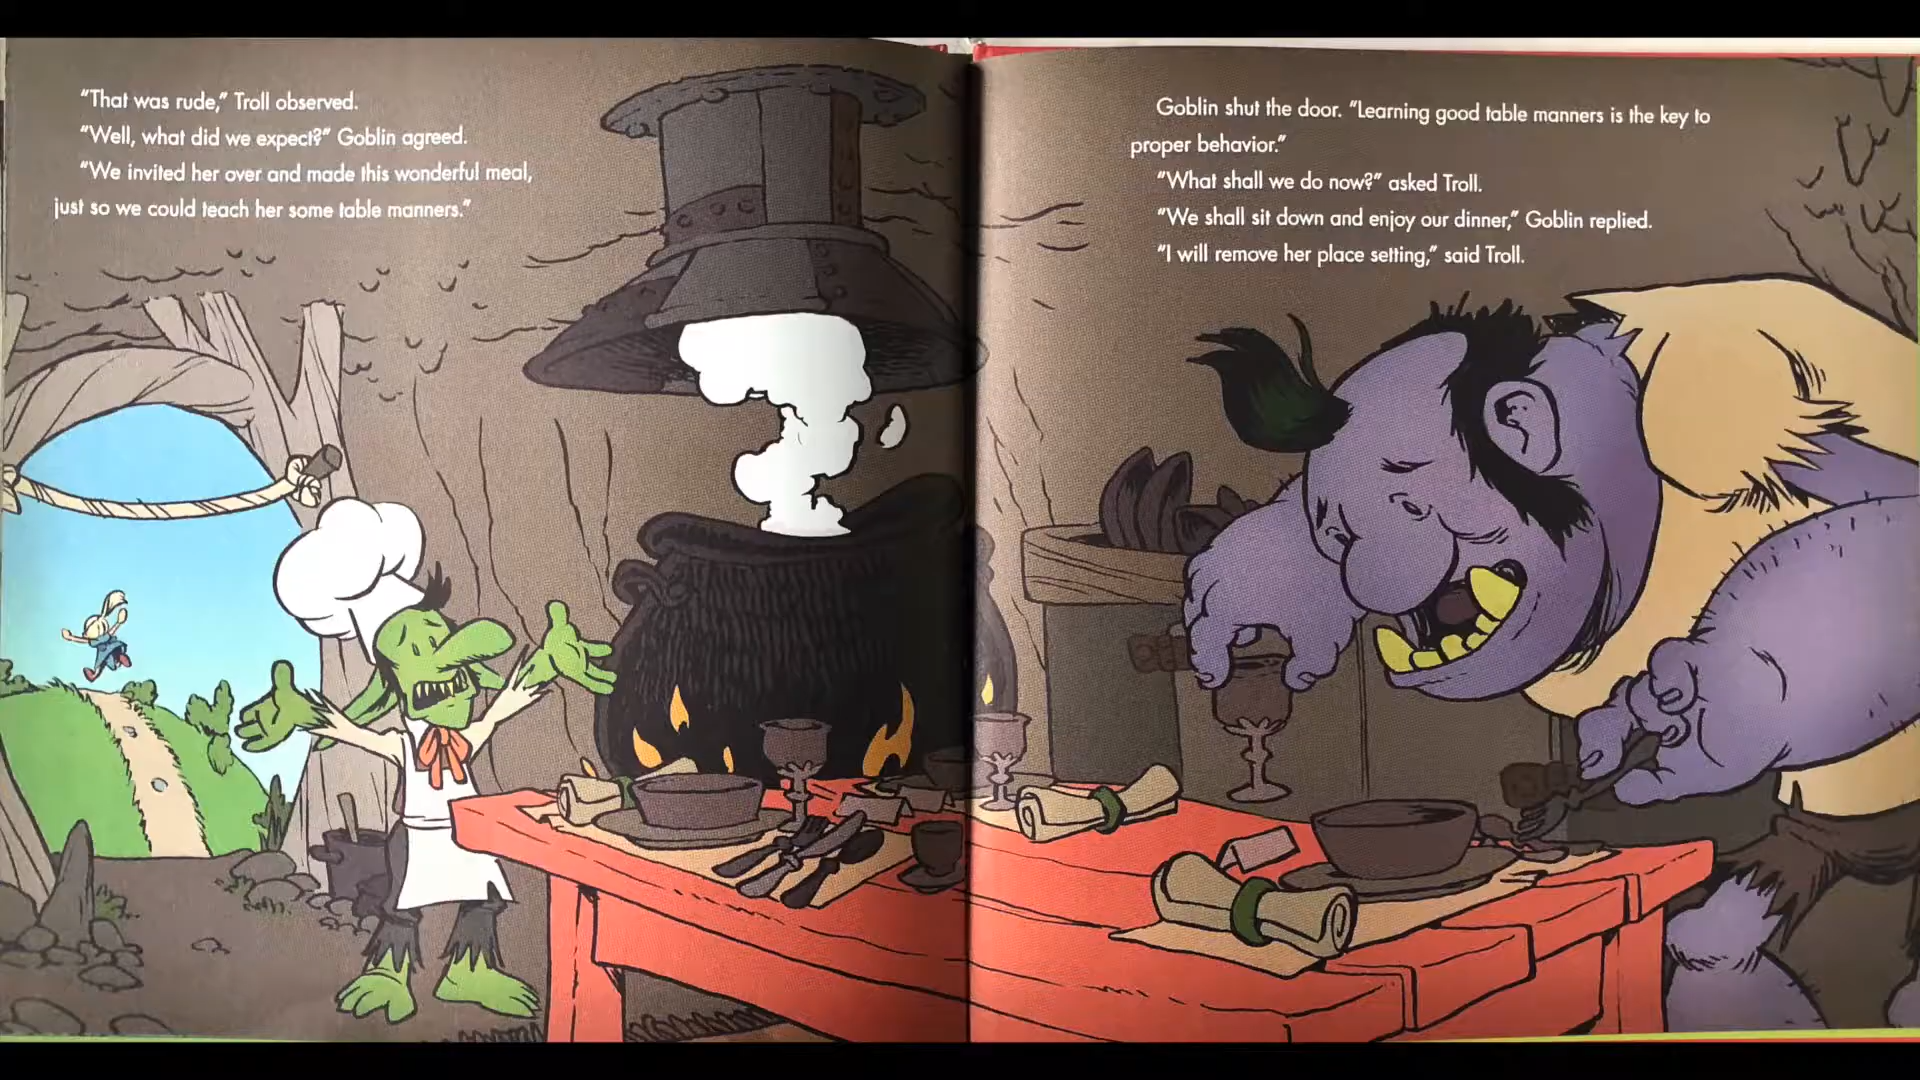 “That was rude,” Troll observed.
“Well, what did we expect?” Goblin agreed.
“We invited her over and made this wonderful meal,
just so we could teach her some table manners.”
Goblin shut the door. “Learning good table manners is the key to
proper behavior.”
“What shall we do now?” asked Troll.
“We shall sit down and enjoy our dinner,” Goblin replied.
“I will remove her place setting,” said Troll.